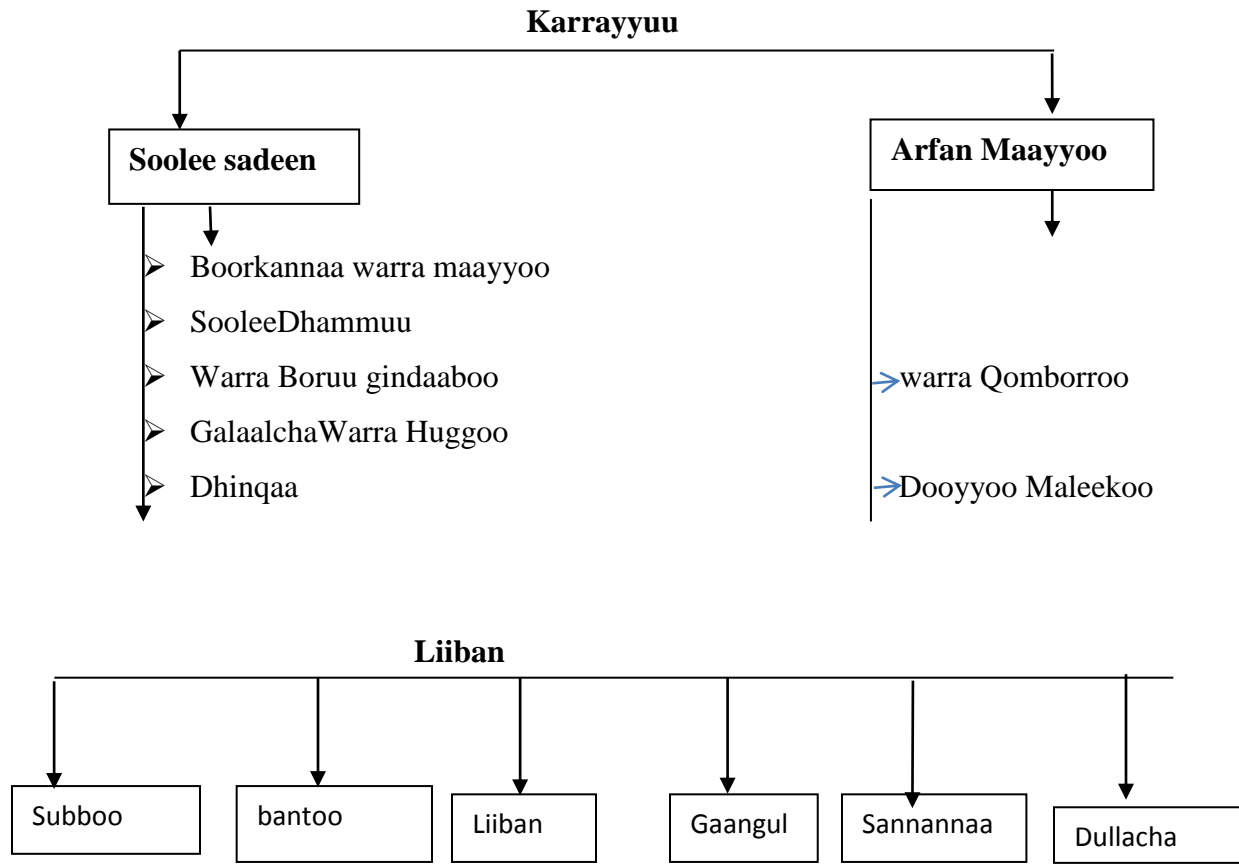 Karrayyuu
Soolee sadeen
Arfan Maayyoo
Boorkannaa warra maayyoo
SooleeDhammuu
Warra Boruu gindaaboo
warra Qomborroo
GalaalchaWarra Huggoo
Dhinqaa
Dooyyoo Maleekoo
Liiban
Subboo
bantoo
Liiban
Gaangul
Sannannaa
Dullacha